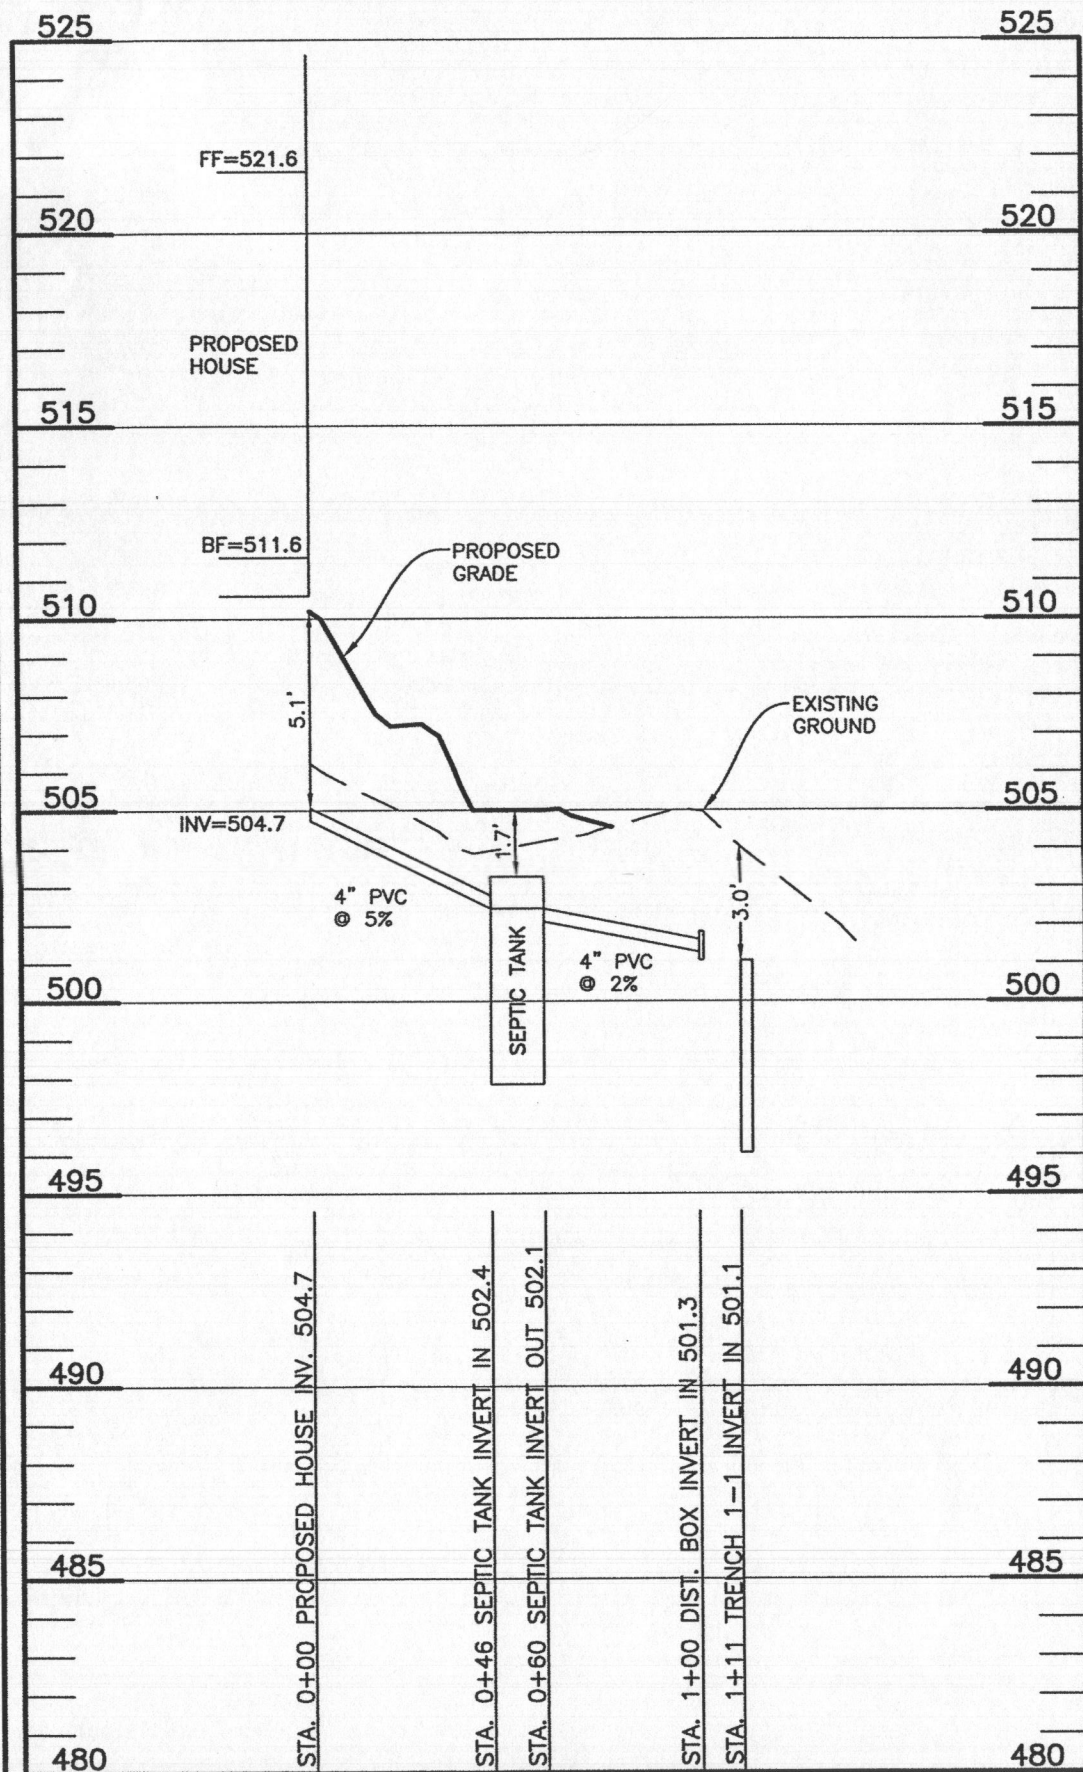 525 525
FF=521.6
520 520
PROPOSED
HOUSE
515 515
BF=511.6
PROPOSED
GRADE
510 510
5.1'
EXISTING
GROUND
505 505
INV=504.7
1.7'
4" PVC
@ 5%
3.0'
SEPTIC TANK
4" PVC
@ 2%
500 500
495 495
STA. 0+00 PROPOSED HOUSE INV. 504.7
STA. 0+46 SEPTIC TANK INVERT IN 502.4
STA. 0+60 SEPTIC TANK INVERT OUT 502.1
STA. 1+00 DIST. BOX INVERT IN 501.3
STA. 1+11 TRENCH 1-1 INVERT IN 501.1
490 490
485 485
480 480